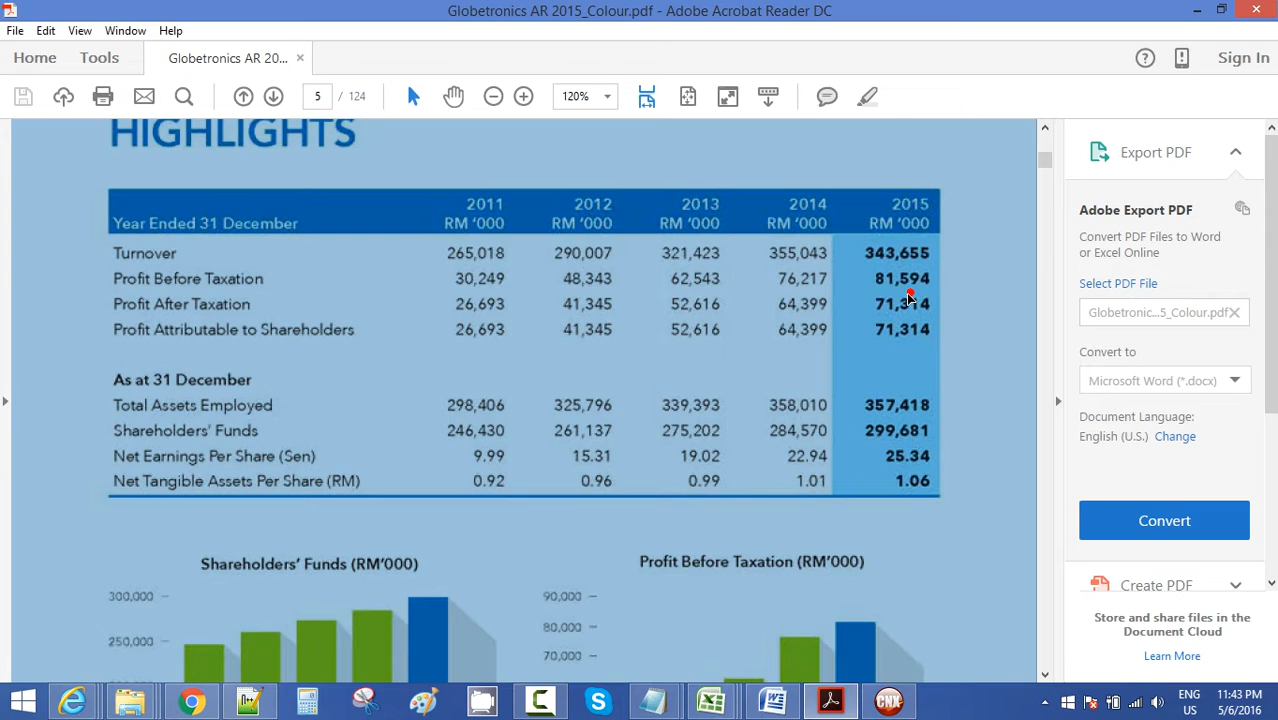 Globetronics AR 2015_Colour.pdf - Adobe Acrobat Reader DC
File Edit View Window Help
Home Tools Globetronics AR 20... × Sign In
5 / 124 120%
HIGHLIGHTS
2011 2012 2013 2014 2015
Year Ended 31 December RM '000 RM '000 RM '000 RM '000 RM '000
Turnover 265,018 290,007 321,423 355,043 343,655
Profit Before Taxation 30,249 48,343 62,543 76,217 81,594
Profit After Taxation 26,693 41,345 52,616 64,399 71,314
Profit Attributable to Shareholders 26,693 41,345 52,616 64,399 71,314
As at 31 December
Total Assets Employed 298,406 325,796 339,393 358,010 357,418
Shareholders' Funds 246,430 261,137 275,202 284,570 299,681
Net Earnings Per Share (Sen) 9.99 15.31 19.02 22.94 25.34
Net Tangible Assets Per Share (RM) 0.92 0.96 0.99 1.01 1.06
Shareholders' Funds (RM'000)
300,000
250,000
Profit Before Taxation (RM'000)
90,000
80,000
70,000
Export PDF
Adobe Export PDF
Convert PDF Files to Word
or Excel Online
Select PDF File
Globetronic...5_Colour.pdf
Convert to
Microsoft Word (*.docx)
Document Language:
English (U.S.) Change
Convert
Create PDF
Store and share files in the
Document Cloud
Learn More
CNX
ENG 11:43 PM
US 5/6/2016